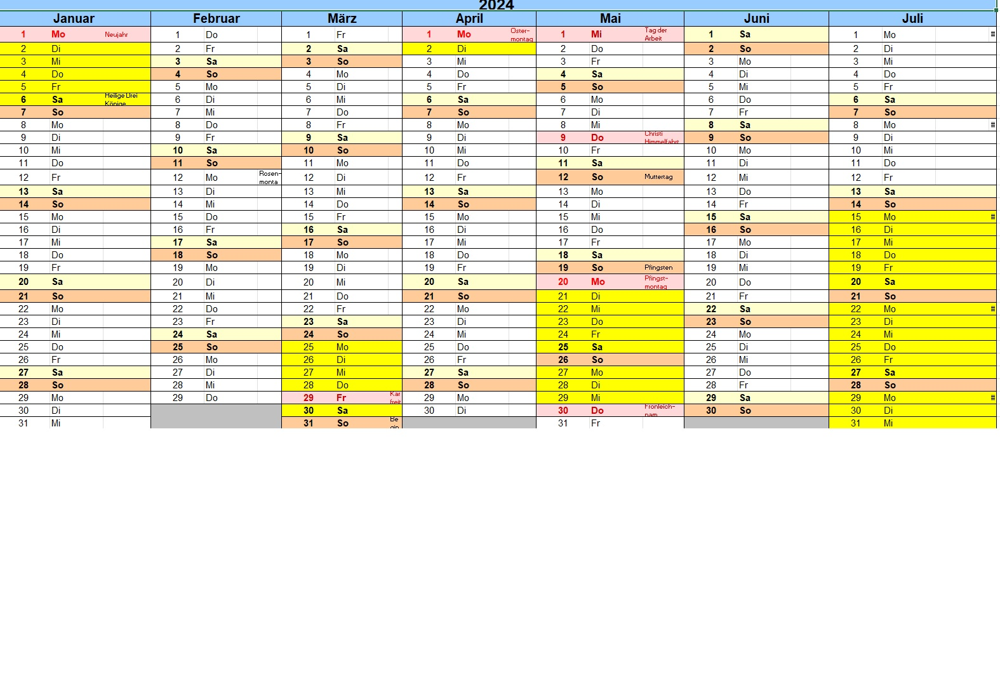 2024
Januar Februar März April Mai Juni Juli
1 Mo Neujahr 1 Do 1 Fr 1 Mo Oster- montag 1 Mi Tag der Arbeit 1 Sa 1 Mo #
2 Di 2 Fr 2 Sa 2 Di 2 Do 2 So 2 Di
3 Mi 3 Sa 3 So 3 Mi 3 Fr 3 Mo 3 Mi
4 Do 4 So 4 Mo 4 Do 4 Sa 4 Di 4 Do
5 Fr 5 Mo 5 Di 5 Fr 5 So 5 Mi 5 Fr
6 Sa Heilige Drei Könige 6 Di 6 Mi 6 Sa 6 Mo 6 Do 6 Sa
7 So 7 Mi 7 Do 7 So 7 Di 7 Fr 7 So
8 Mo 8 Do 8 Fr 8 Mo 8 Mi 8 Sa 8 Mo #
9 Di 9 Fr 9 Sa 9 Di 9 Do Christi Himmelfahrt 9 So 9 Di
10 Mi 10 Sa 10 So 10 Mi 10 Fr 10 Mo 10 Mi
11 Do 11 So 11 Mo 11 Do 11 Sa 11 Di 11 Do
12 Fr 12 Mo Rosen- monta 12 Di 12 Fr 12 So Muttertag 12 Mi 12 Fr
13 Sa 13 Di 13 Mi 13 Sa 13 Mo 13 Do 13 Sa
14 So 14 Mi 14 Do 14 So 14 Di 14 Fr 14 So
15 Mo 15 Do 15 Fr 15 Mo 15 Mi 15 Sa 15 Mo #
16 Di 16 Fr 16 Sa 16 Di 16 Do 16 So 16 Di
17 Mi 17 Sa 17 So 17 Mi 17 Fr 17 Mo 17 Mi
18 Do 18 So 18 Mo 18 Do 18 Sa 18 Di 18 Do
19 Fr 19 Mo 19 Di 19 Fr 19 So Pfingsten 19 Mi 19 Fr
20 Sa 20 Di 20 Mi 20 Sa 20 Mo Pfingst- montag 20 Do 20 Sa
21 So 21 Mi 21 Do 21 So 21 Di 21 Fr 21 So
22 Mo 22 Do 22 Fr 22 Mo 22 Mi 22 Sa 22 Mo #
23 Di 23 Fr 23 Sa 23 Di 23 Do 23 So 23 Di
24 Mi 24 Sa 24 So 24 Mi 24 Fr 24 Mo 24 Mi
25 Do 25 So 25 Mo 25 Do 25 Sa 25 Di 25 Do
26 Fr 26 Mo 26 Di 26 Fr 26 So 26 Mi 26 Fr
27 Sa 27 Di 27 Mi 27 Sa 27 Mo 27 Do 27 Sa
28 So 28 Mi 28 Do 28 So 28 Di 28 Fr 28 So
29 Mo 29 Do 29 Fr Kar freit 29 Mo 29 Mi 29 Sa 29 Mo #
30 Di 30 Sa 30 Di 30 Do Fronleich- nam 30 So 30 Di
31 Mi 31 So Be gin 31 Fr 31 Mi